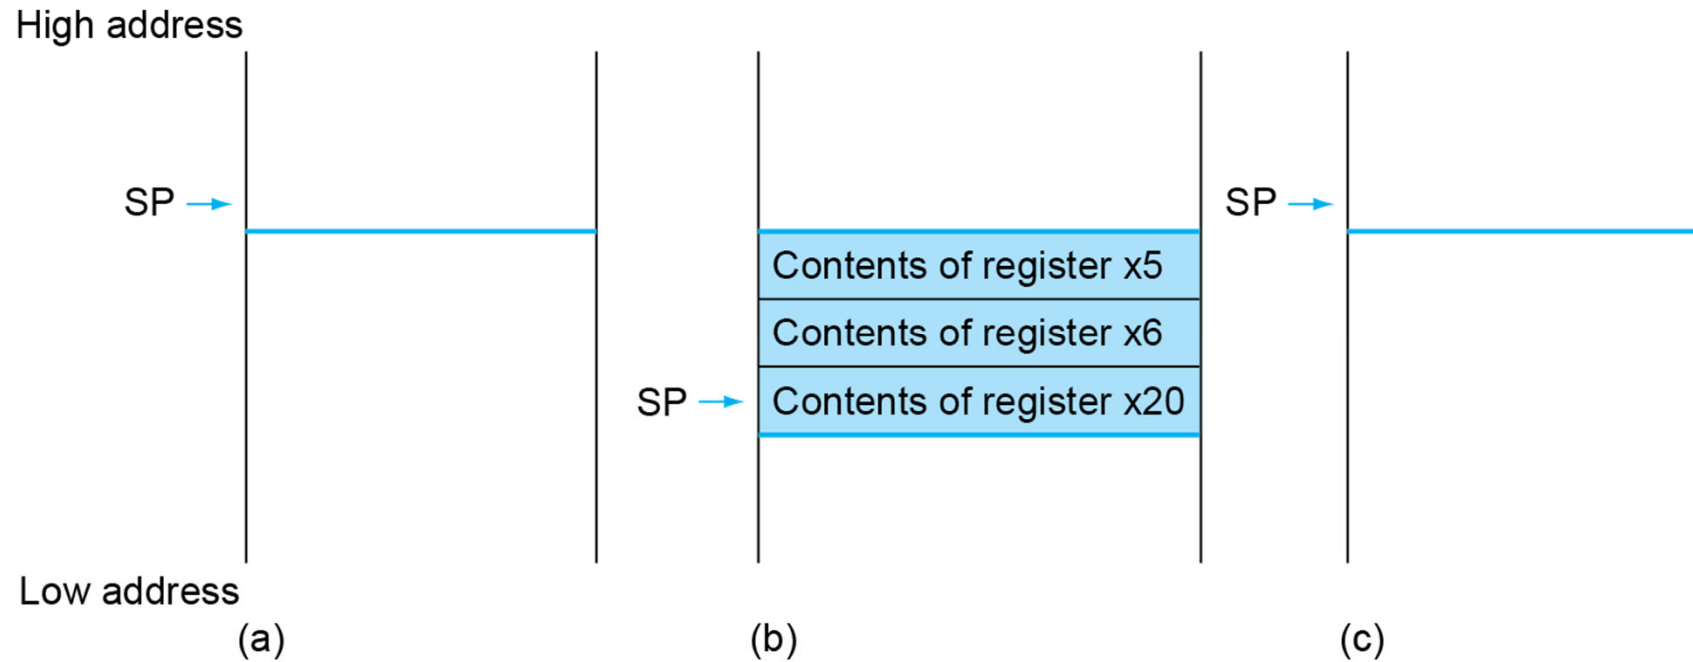 High address
SP
SP
Contents of register x5
Contents of register x6
SP
Contents of register x20
Low address
(a)
(b)
(c)